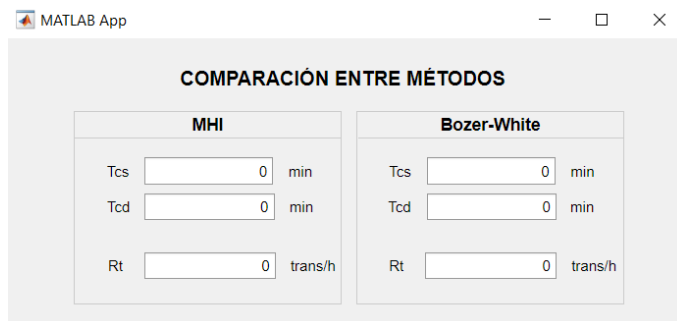 MATLAB App
COMPARACIÓN ENTRE MÉTODOS
MHI
Tcs 0 min
Tcd 0 min
Rt 0 trans/h
Bozer-White
Tcs 0 min
Tcd 0 min
Rt 0 trans/h